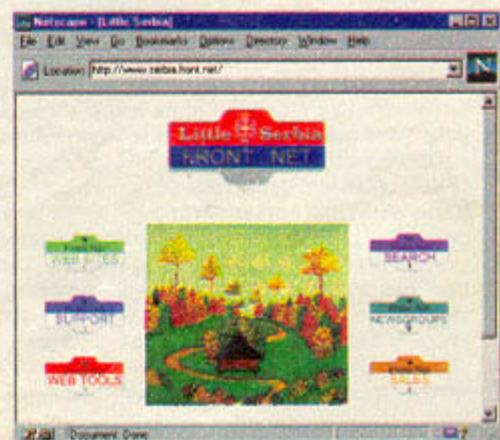 Netscape - [Little Serbia]
File Edit View Go Bookmarks Options Directory Window Help
Location: http://www.serbia.front.net/
N
Little Serbia
FRONT NET
WEB SITES
SEARCH
SUPPORT
NEWSGROUPS
WEB TOOLS
SALES
Document: Done